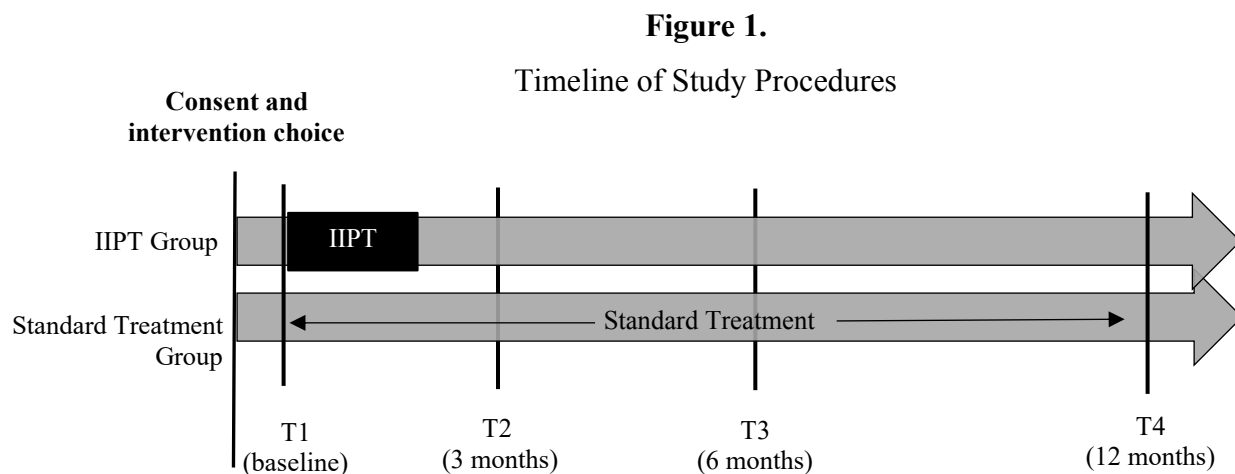 Figure 1.
Timeline of Study Procedures
Consent and
intervention choice
IIPT Group
IIPT
Standard Treatment
Group
Standard Treatment
T1
(baseline)
T2
(3 months)
T3
(6 months)
T4
(12 months)